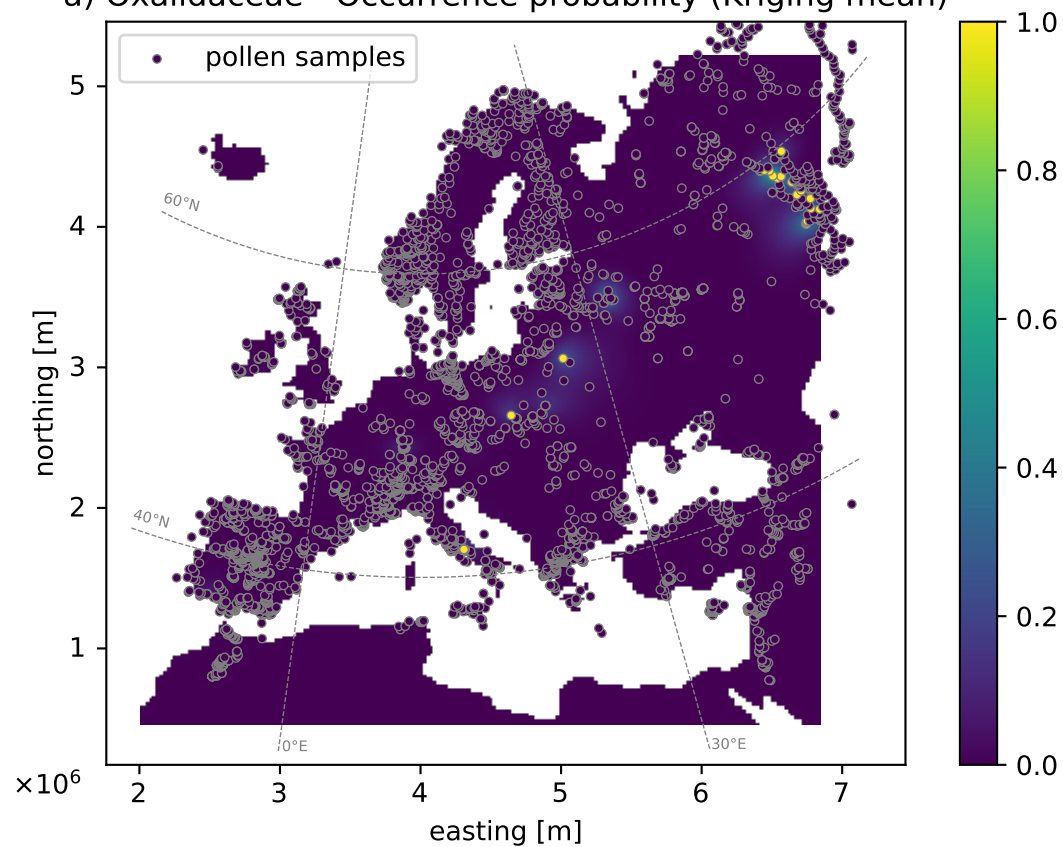 a) Oxalidaceae - Occurrence probability (Kriging mean)
pollen samples
60°N
40°N
0°E
30°E
5
4
3
2
1
northing [m]
×10⁶
2
3
4
5
6
7
easting [m]
1.0
0.8
0.6
0.4
0.2
0.0